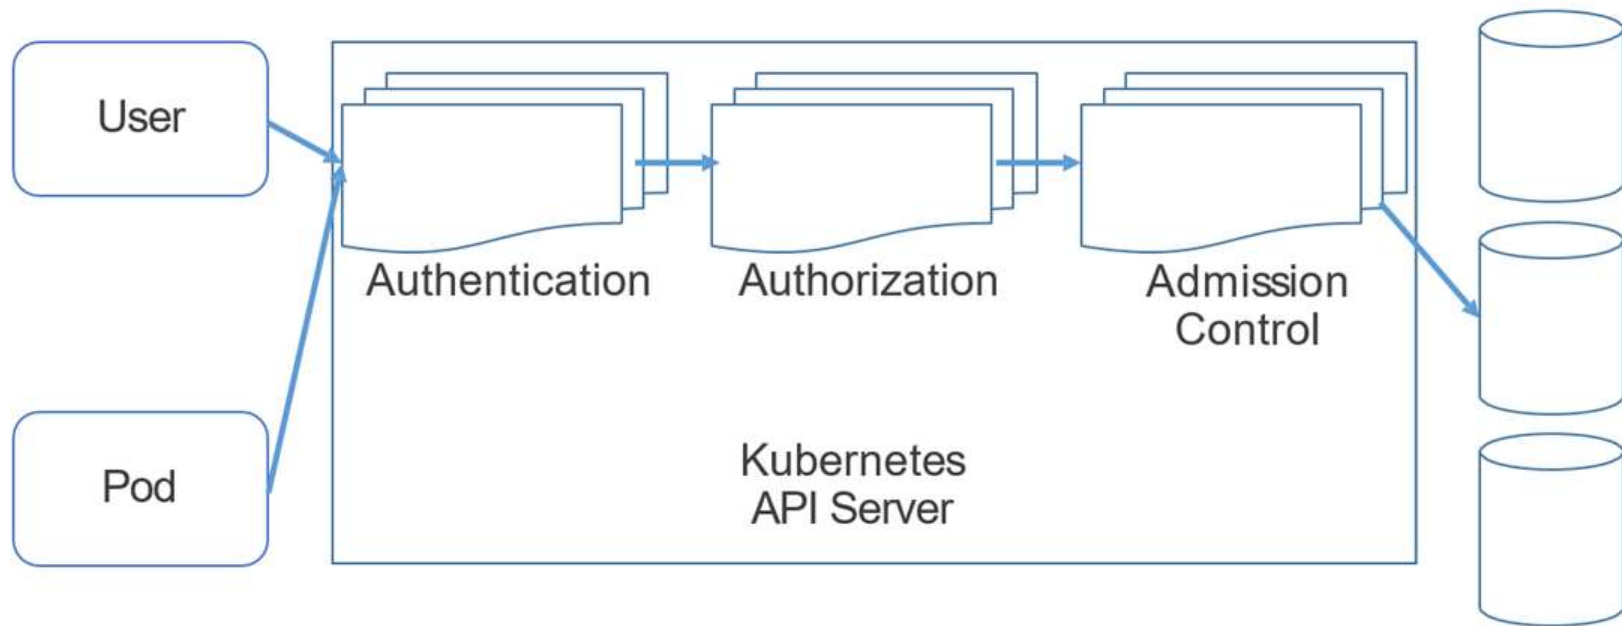 User
Pod
Authentication
Authorization
Admission
Control
Kubernetes
API Server